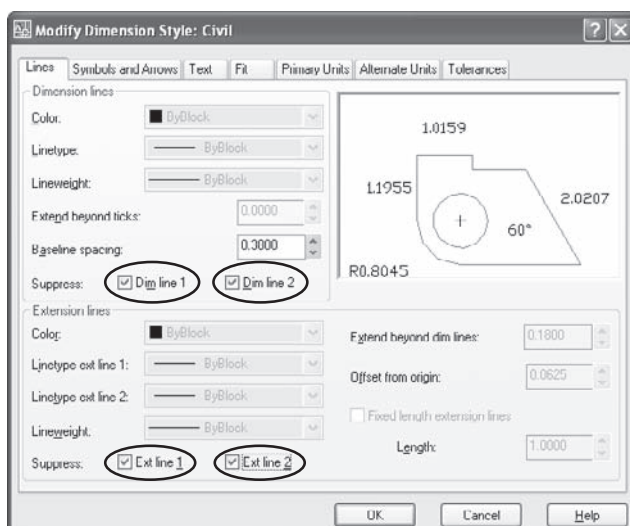 Modify Dimension Style: Civil
Lines Symbols and Arrows Text Fit Primary Units Alternate Units Tolerances
Dimension lines
Color: ByBlock
Linetype: ByBlock
Lineweight: ByBlock
Extend beyond ticks: 0.0000
Baseline spacing: 0.3000
Suppress: Dim line 1 Dim line 2
1.0159
1.1955
2.0207
60°
R0.8045
Extension lines
Color: ByBlock
Linetype ext line 1: ByBlock
Linetype ext line 2: ByBlock
Lineweight: ByBlock
Suppress: Ext line 1 Ext line 2
Extend beyond dim lines: 0.1800
Offset from origin: 0.0625
Fixed length extension lines
Length: 1.0000
OK Cancel Help